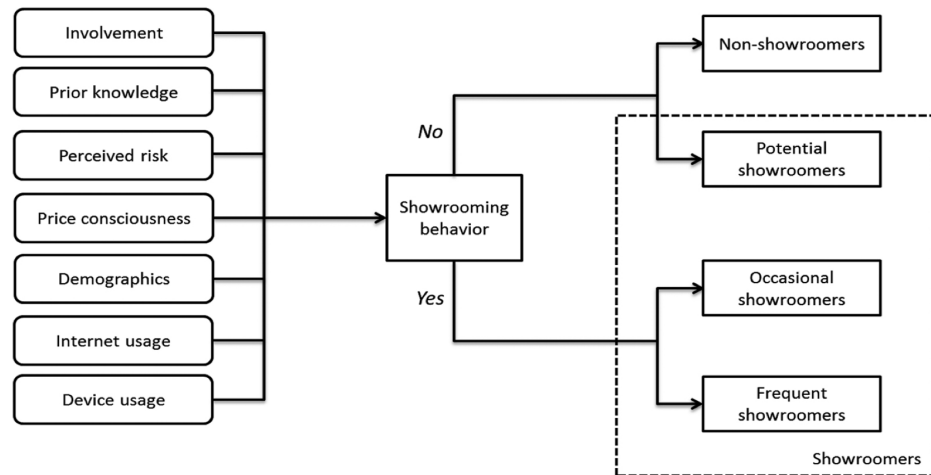 Involvement
Prior knowledge
Perceived risk
Price consciousness
Demographics
Internet usage
Device usage
No
Showrooming
behavior
Yes
Non-showroomers
Potential
showroomers
Occasional
showroomers
Frequent
showroomers
Showroomers